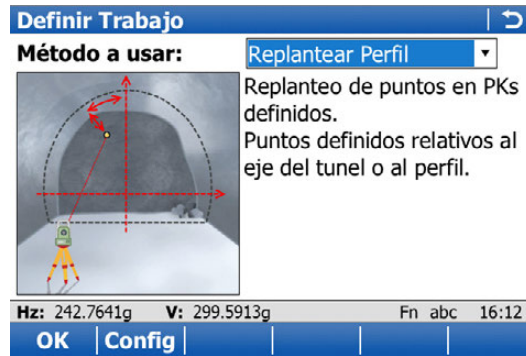 Definir Trabajo
Método a usar: Replantear Perfil
Replanteo de puntos en PKs
definidos.
Puntos definidos relativos al
eje del tunel o al perfil.
Hz: 242.7641g V: 299.5913g Fn abc 16:12
OK Config